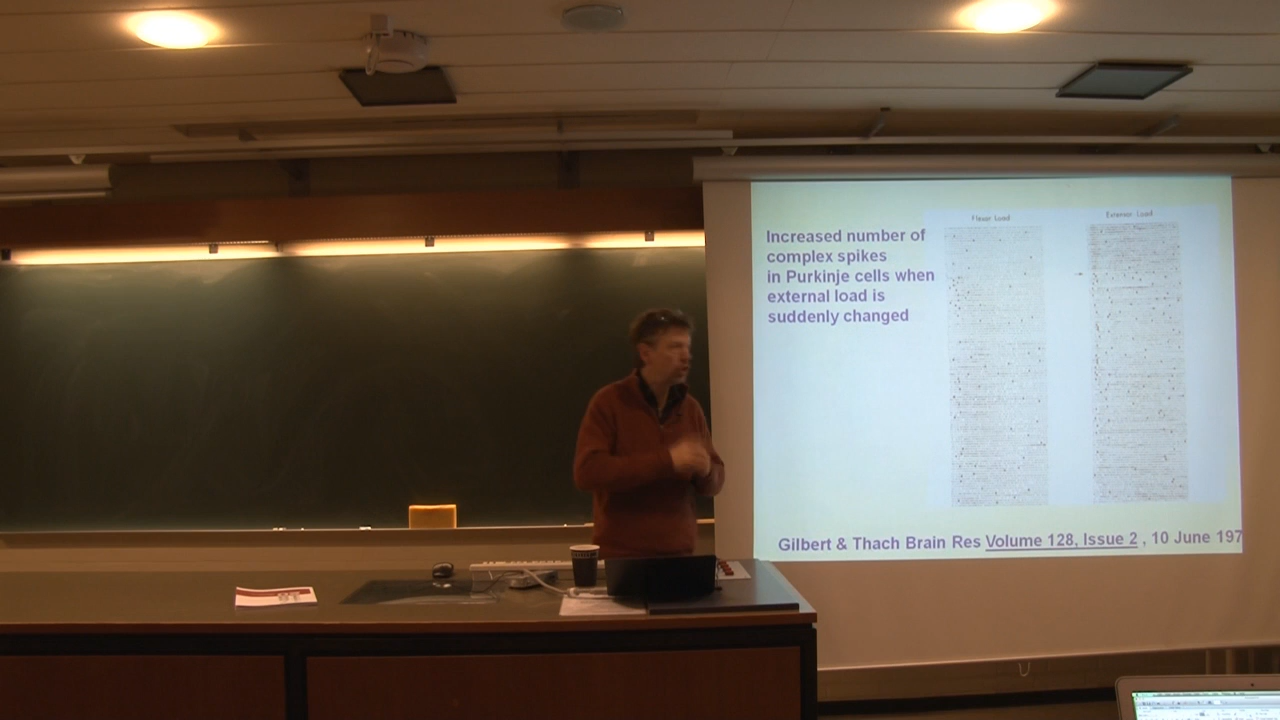 Flexor Load
Extensor Load
Increased number of
complex spikes
in Purkinje cells when
external load is
suddenly changed
Gilbert & Thach Brain Res Volume 128, Issue 2 , 10 June 197